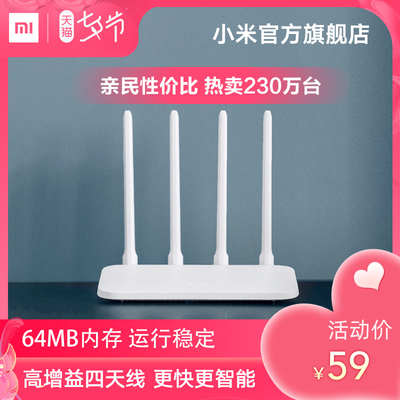 mi 天猫 七夕节 小米官方旗舰店
亲民性价比 热卖230万台
64MB内存 运行稳定
高增益四天线 更快更智能
活动价
¥59